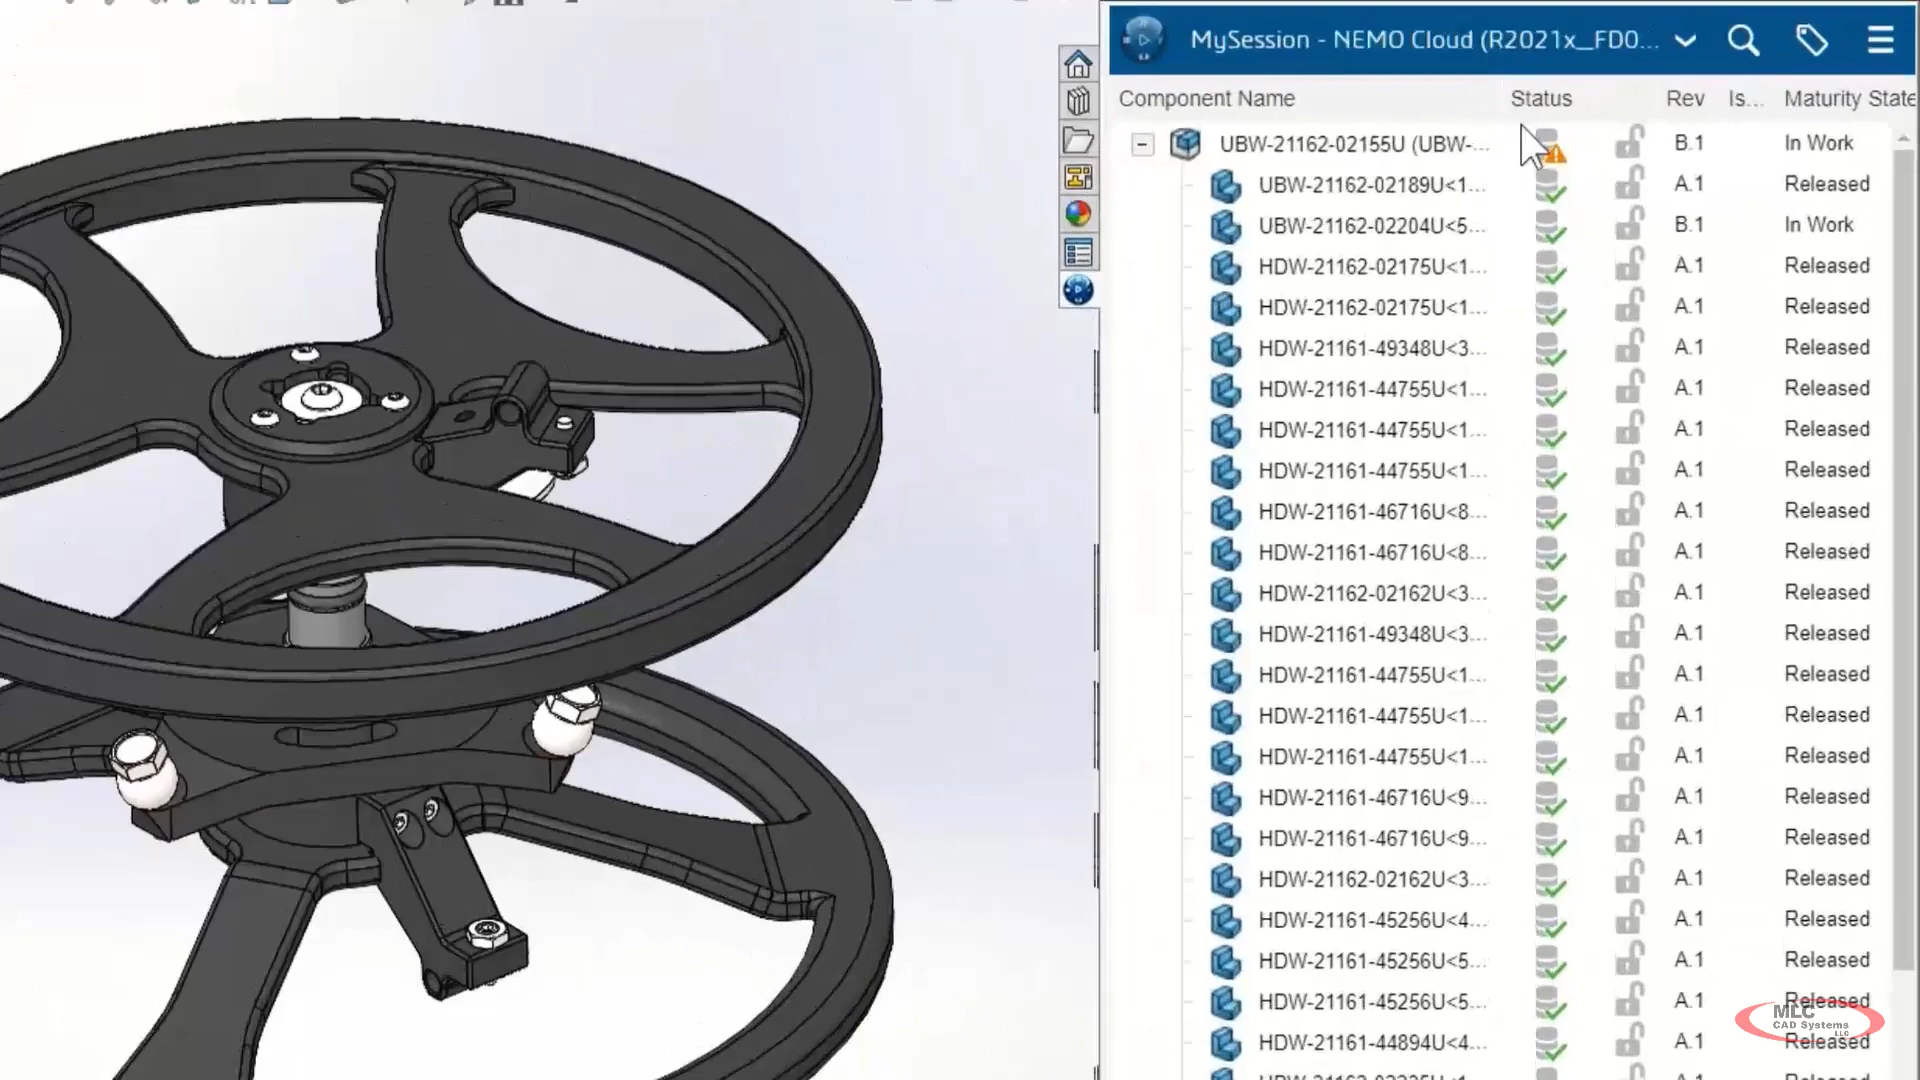 MySession - NEMO Cloud (R2021x_FD0...
Component Name Status Rev Is... Maturity State
UBW-21162-02155U (UBW-... B.1 In Work
UBW-21162-02189U<1... A.1 Released
UBW-21162-02204U<5... B.1 In Work
HDW-21162-02175U<1... A.1 Released
HDW-21162-02175U<1... A.1 Released
HDW-21161-49348U<3... A.1 Released
HDW-21161-44755U<1... A.1 Released
HDW-21161-44755U<1... A.1 Released
HDW-21161-44755U<1... A.1 Released
HDW-21161-46716U<8... A.1 Released
HDW-21161-46716U<8... A.1 Released
HDW-21162-02162U<3... A.1 Released
HDW-21161-49348U<3... A.1 Released
HDW-21161-44755U<1... A.1 Released
HDW-21161-44755U<1... A.1 Released
HDW-21161-44755U<1... A.1 Released
HDW-21161-46716U<9... A.1 Released
HDW-21161-46716U<9... A.1 Released
HDW-21162-02162U<3... A.1 Released
HDW-21161-45256U<4... A.1 Released
HDW-21161-45256U<5... A.1 Released
HDW-21161-45256U<5... A.1 Released
HDW-21161-44894U<4... A.1 Released
MLC
CAD Systems
LLC